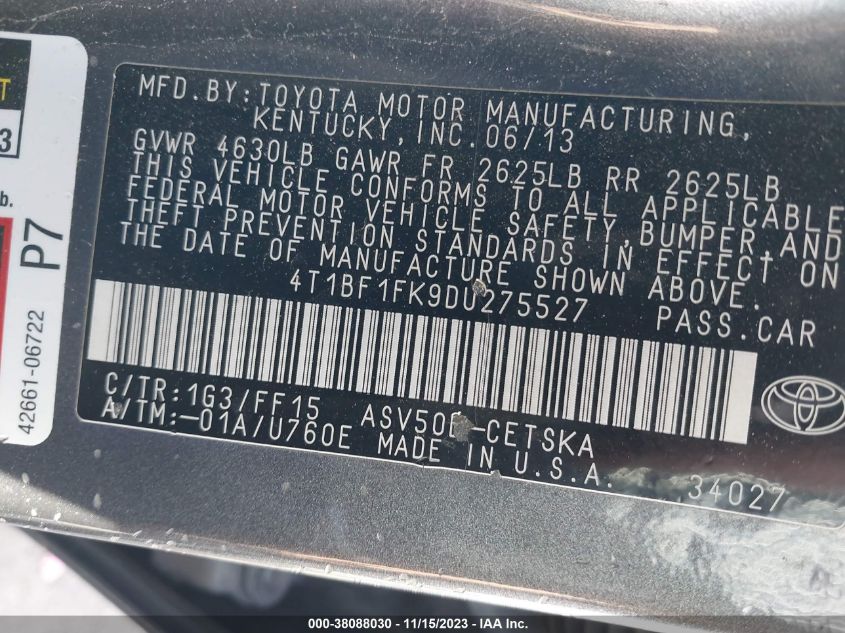 MFD.BY:TOYOTA MOTOR MANUFACTURING,
KENTUCKY,INC.06/13
GVWR 4630LB GAWR FR 2625LB RR 2625LB
THIS VEHICLE CONFORMS TO ALL APPLICABLE
FEDERAL MOTOR VEHICLE SAFETY,BUMPER,AND
THEFT PREVENTION STANDARDS IN EFFECT ON
THE DATE OF MANUFACTURE SHOWN ABOVE.
4T1BF1FK9DU275527 PASS.CAR
C/TR:1G3/FF15 ASV50L-CETSKA
A/TM:-01A/U760E MADE IN U.S.A.
34027
T
3
b.
P7
42661-06722
000-38088030 - 11/15/2023 - IAA Inc.